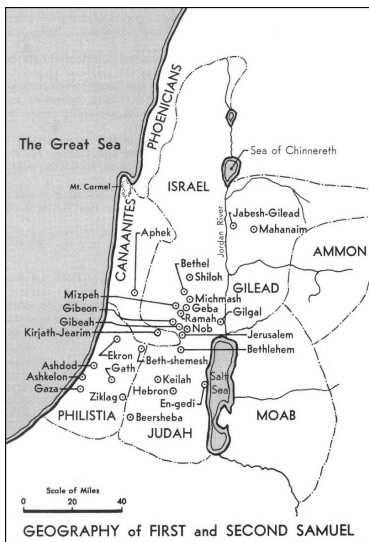 PHOENICIANS
The Great Sea
Sea of Chinnereth
Mt. Carmel
ISRAEL
CANAANITES
Jordan River
Jabesh-Gilead
Mahanaim
Aphek
AMMON
Bethel
Shiloh
GILEAD
Mizpeh
Michmash
Gibeon
Geba
Gilgal
Ramah
Gibeah
Nob
Kirjath-Jearim
Jerusalem
Bethlehem
Ekron
Beth-shemesh
Ashdod
Gath
Keilah
Salt
Sea
Ashkelon
Hebron
Gaza
Ziklag
En-gedi
PHILISTIA
Beersheba
MOAB
JUDAH
Scale of Miles
0 20 40
GEOGRAPHY of FIRST and SECOND SAMUEL